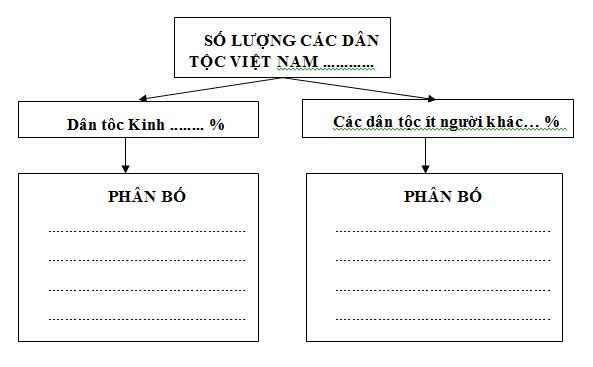 SỐ LƯỢNG CÁC DÂN
TỘC VIỆT NAM ............
Dân tôc Kinh ........ %
Các dân tộc ít người khác… %
PHÂN BỐ
..................................................
..................................................
..................................................
..................................................
PHÂN BỐ
......................................................
......................................................
......................................................
......................................................